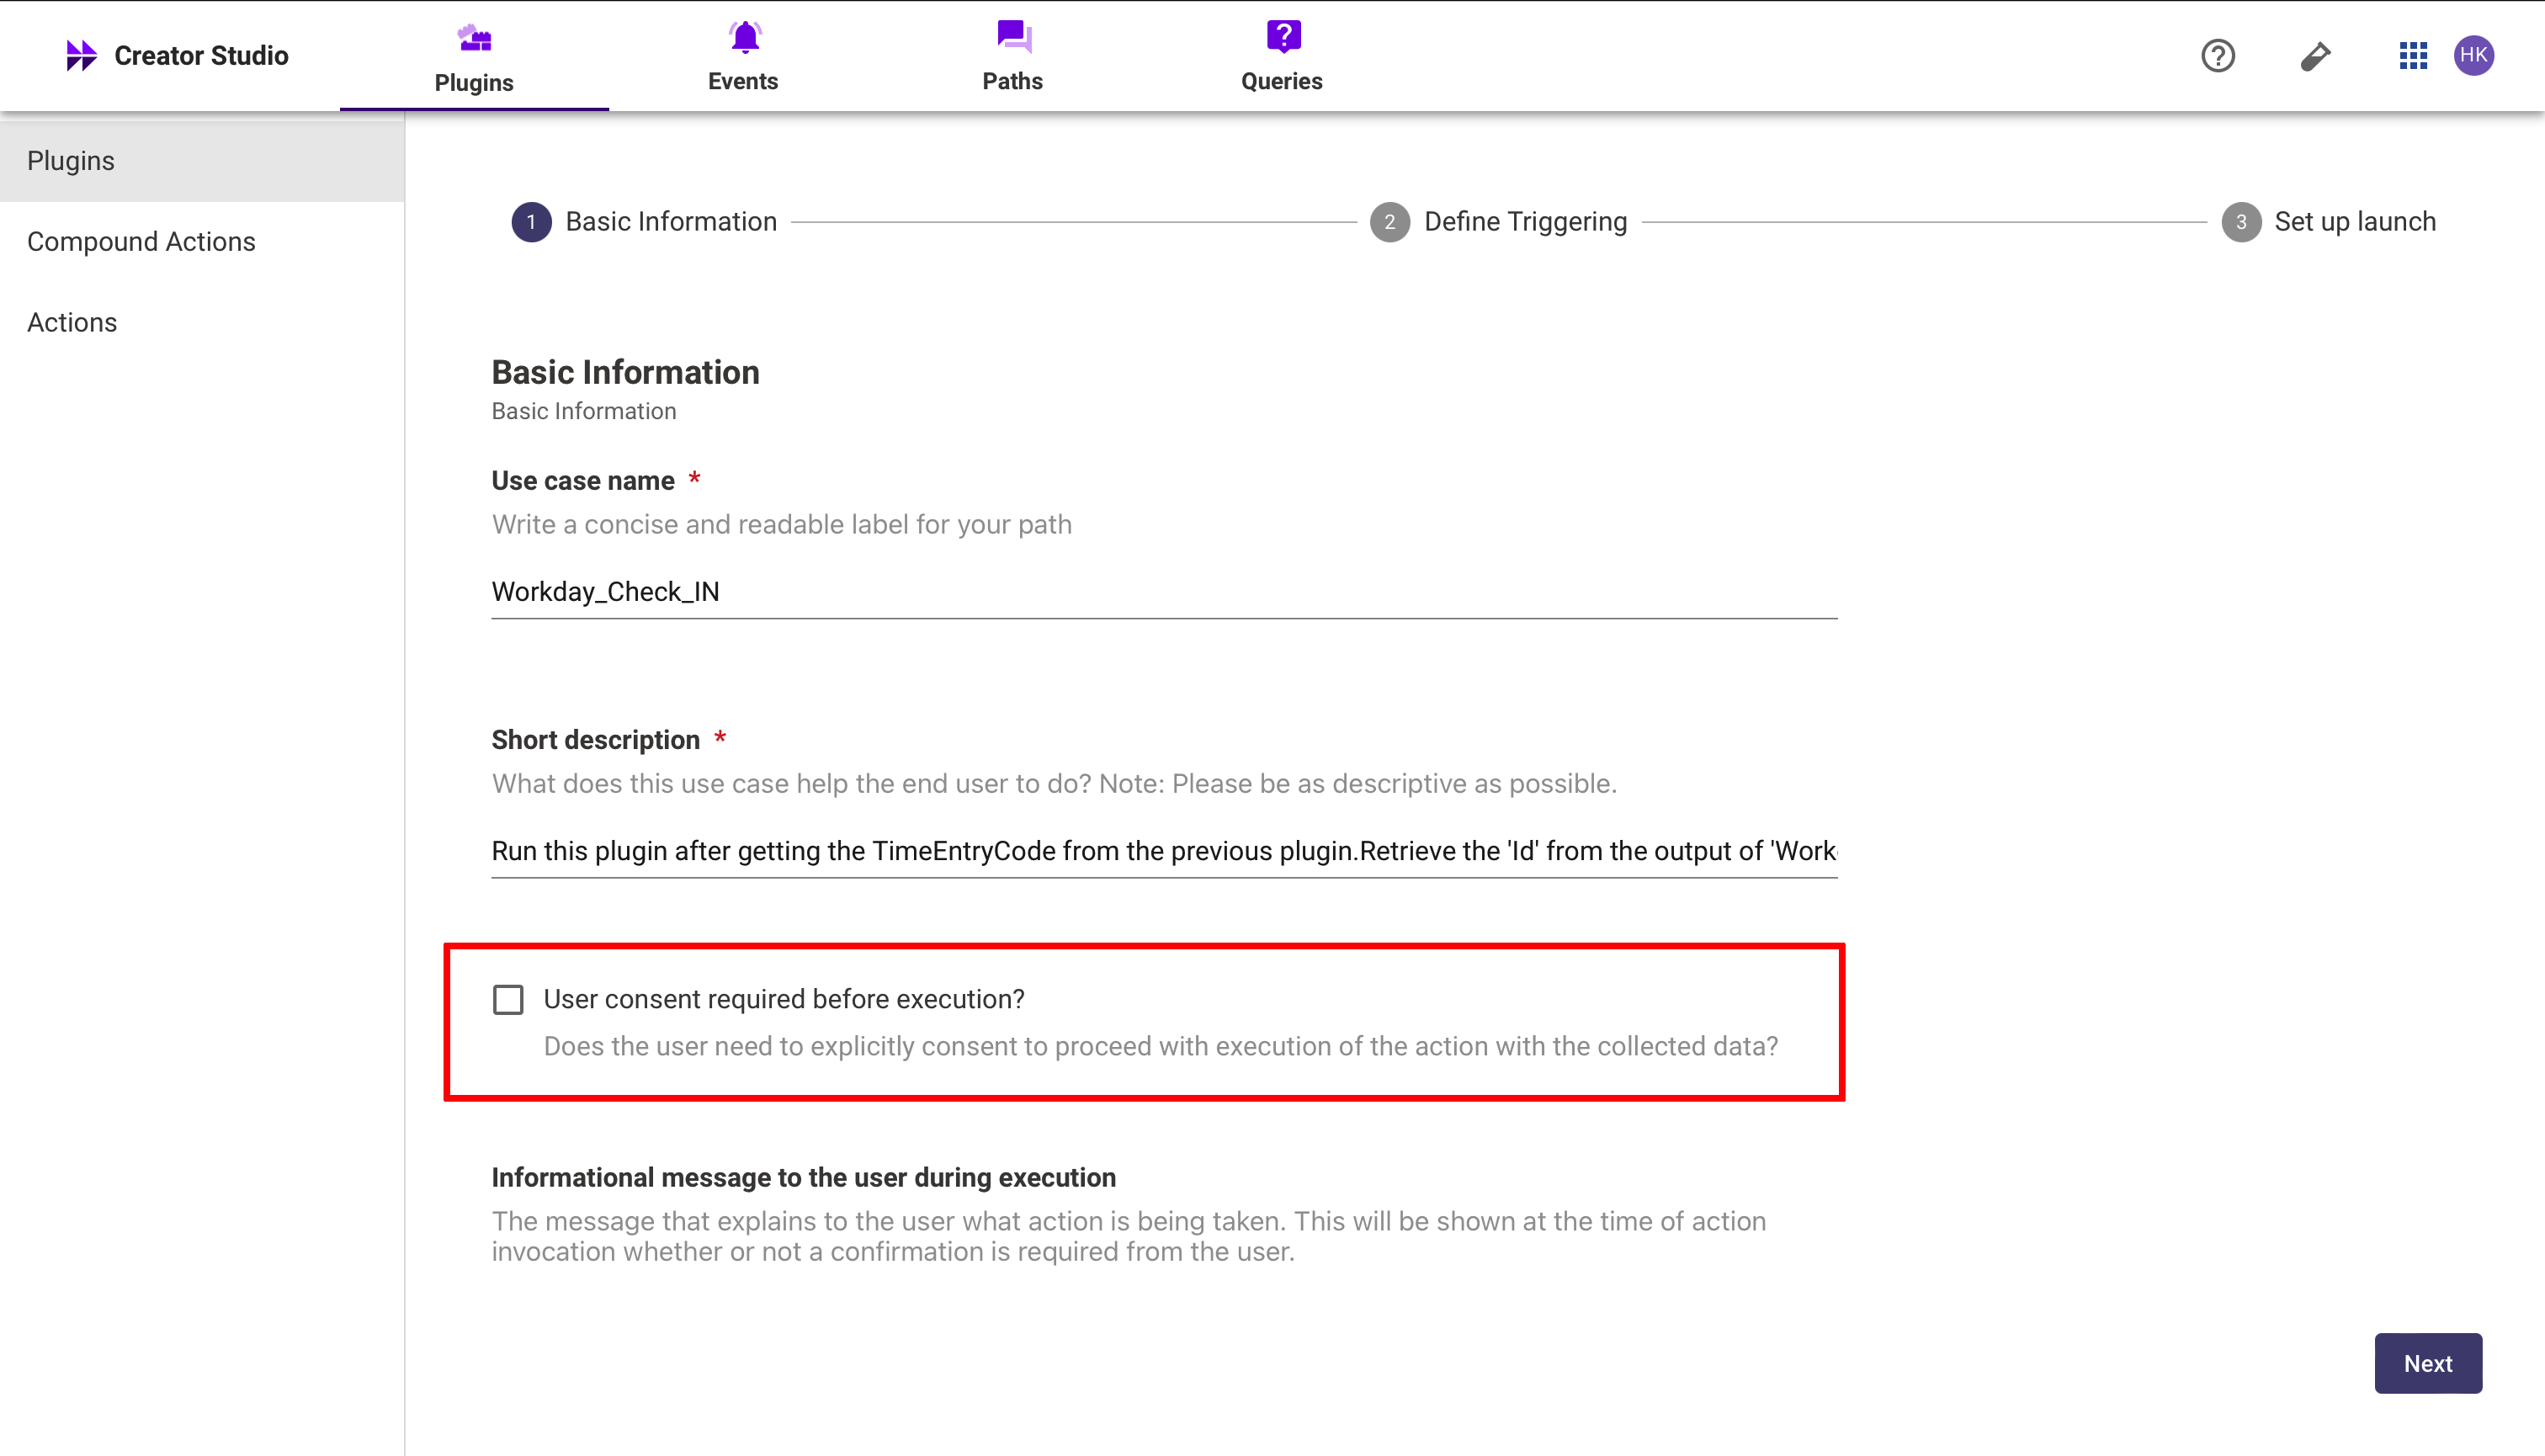 Creator Studio
Plugins
Events
Paths
Queries
HK
Plugins
Compound Actions
Actions
1 Basic Information
2 Define Triggering
3 Set up launch
Basic Information
Basic Information
Use case name *
Write a concise and readable label for your path
Workday_Check_IN
Short description *
What does this use case help the end user to do? Note: Please be as descriptive as possible.
Run this plugin after getting the TimeEntryCode from the previous plugin.Retrieve the 'Id' from the output of 'Work
User consent required before execution?
Does the user need to explicitly consent to proceed with execution of the action with the collected data?
Informational message to the user during execution
The message that explains to the user what action is being taken. This will be shown at the time of action
invocation whether or not a confirmation is required from the user.
Next